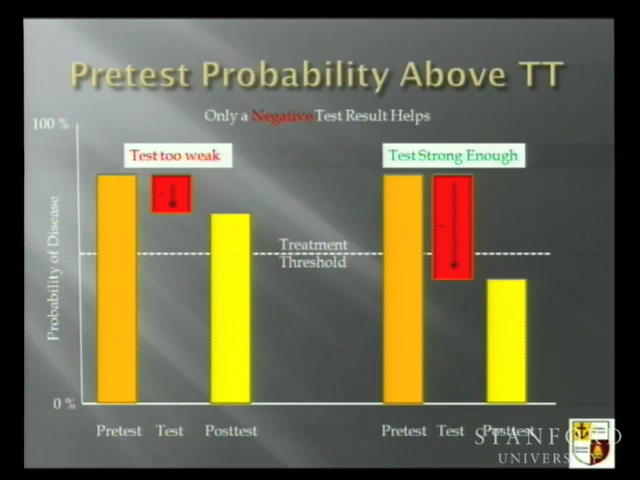 Pretest Probability Above TT
Only a Negative Test Result Helps
100 %
Test too weak
Test Strong Enough
Probability of Disease
Treatment
Threshold
0 %
Pretest Test Posttest
Pretest Test Posttest
STANFORD
UNIVERSITY